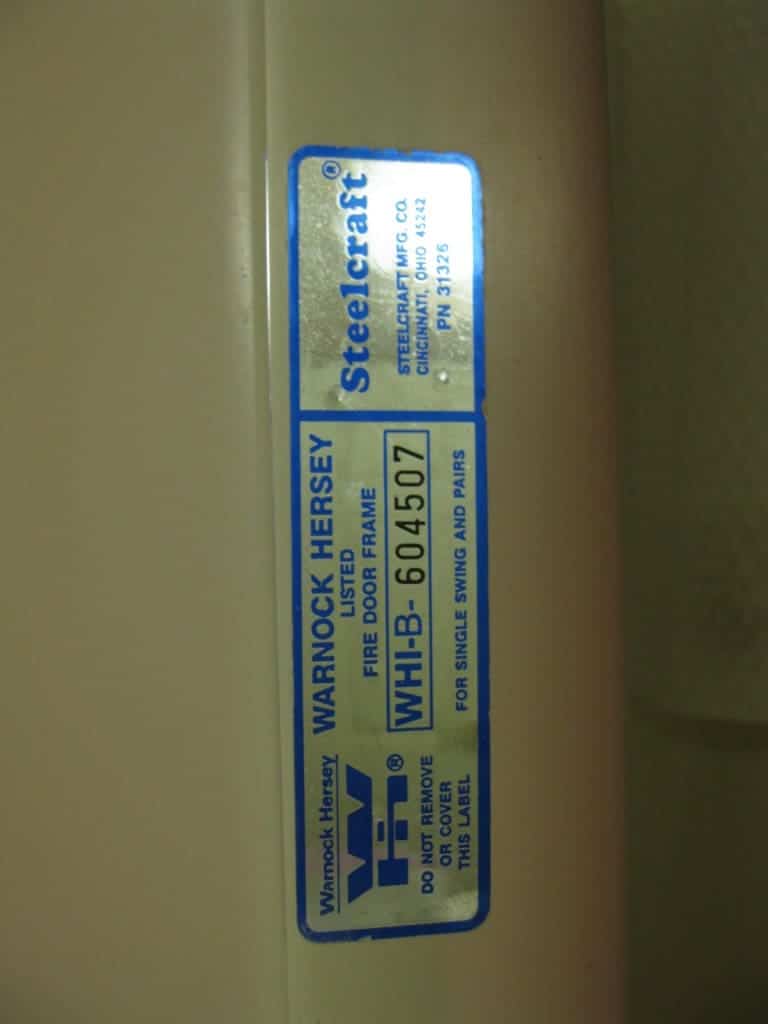 Warnock Hersey
WH®
DO NOT REMOVE
OR COVER
THIS LABEL
WARNOCK HERSEY
LISTED
FIRE DOOR FRAME
WHI-B- 604507
FOR SINGLE SWING AND PAIRS
Steelcraft®
STEELCRAFT MFG. CO.
CINCINNATI, OHIO 45242
PN 31326